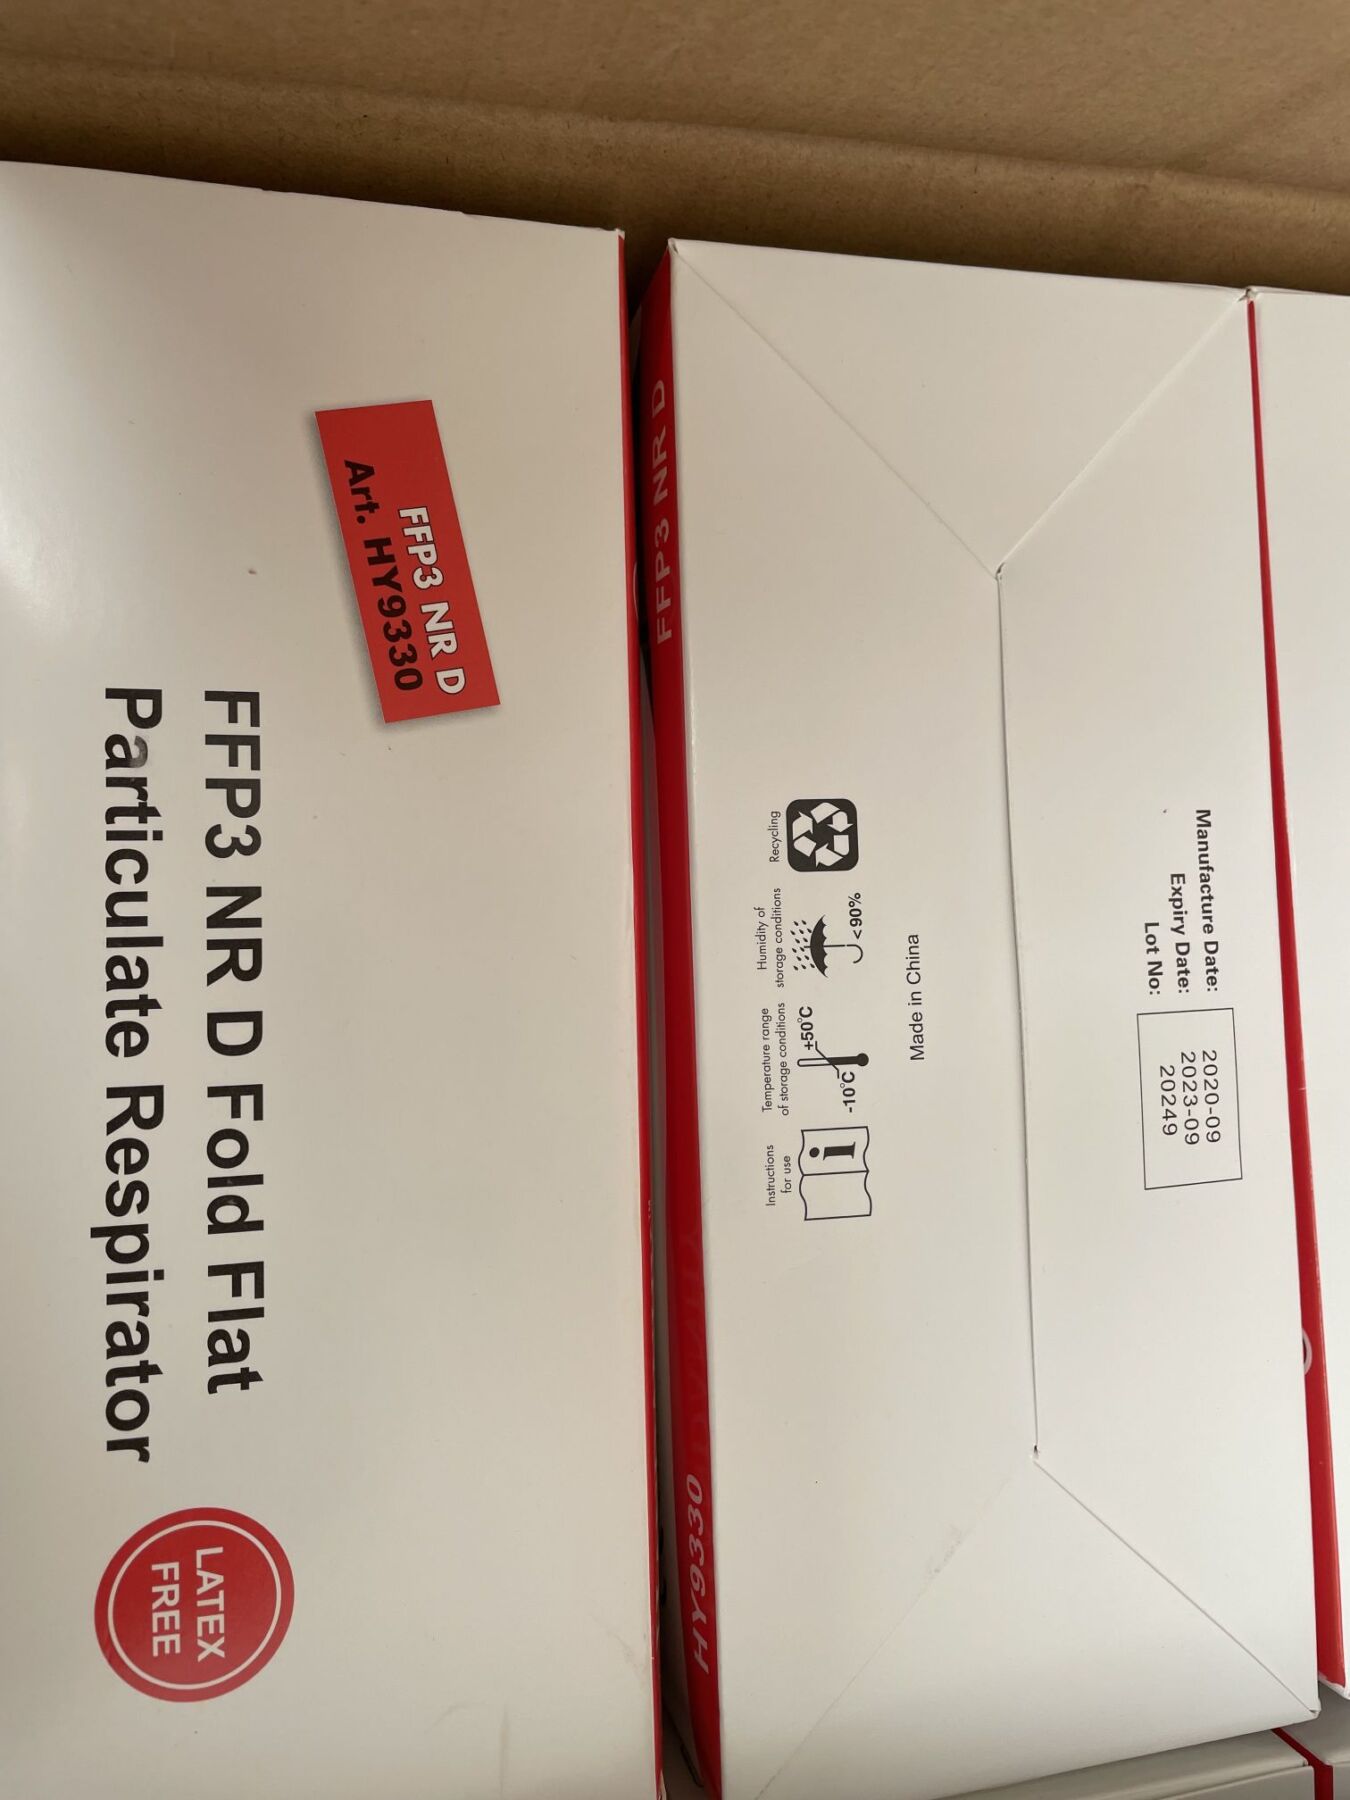 FFP3 NR D
Art. HY9330
FFP3 NR D Fold Flat
Particulate Respirator
LATEX
FREE
FFP3 NR D
HY9330
Recycling
Humidity of
storage conditions
<90%
Temperature range
of storage conditions
+50°C
-10°C
Instructions
for use
i
Made in China
Manufacture Date: 2020-09
Expiry Date: 2023-09
Lot No: 20249